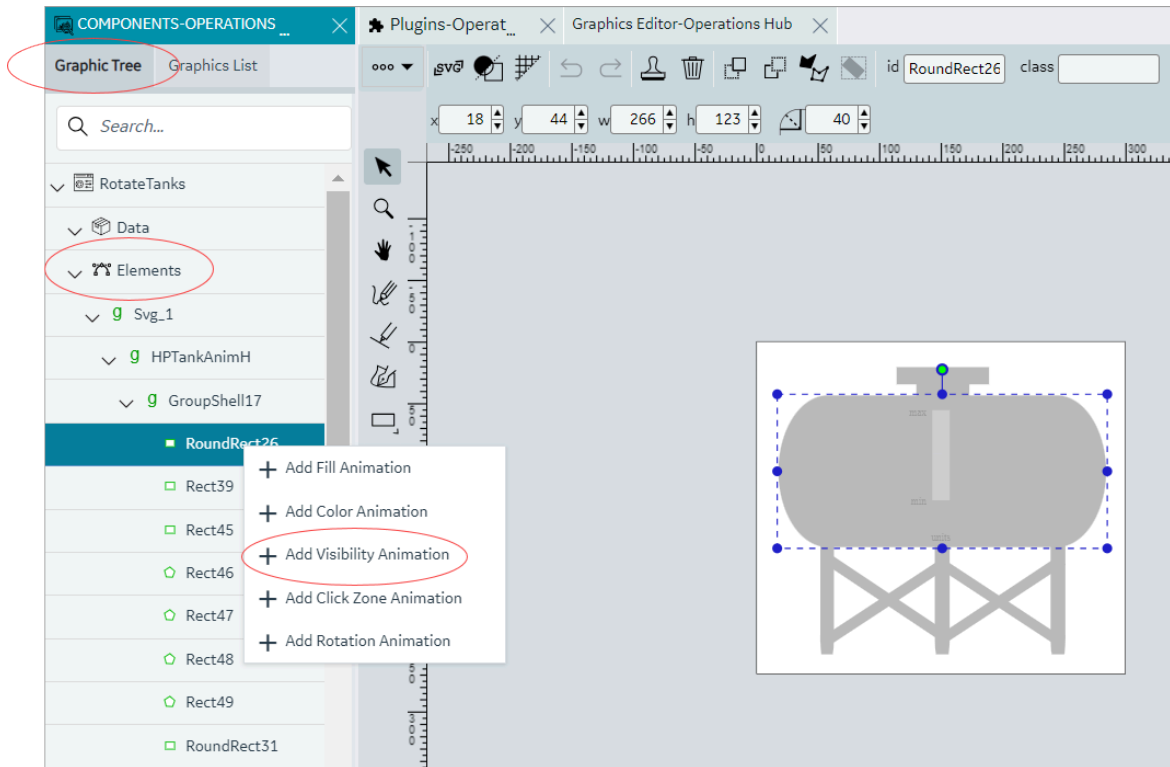 COMPONENTS-OPERATIONS
Plugins-Operat
Graphics Editor-Operations Hub
Graphic Tree
Graphics List
SVG
id RoundRect26 class
Search...
x 18 y 44 w 266 h 123 40
-250 -200 -150 -100 -50 0 50 100 150 200 250 300
RotateTanks
Data
Elements
g Svg_1
g HPTankAnimH
g GroupShell17
RoundRect26
Rect39
Rect45
Rect46
Rect47
Rect48
Rect49
RoundRect31
+ Add Fill Animation
+ Add Color Animation
+ Add Visibility Animation
+ Add Click Zone Animation
+ Add Rotation Animation
max
min